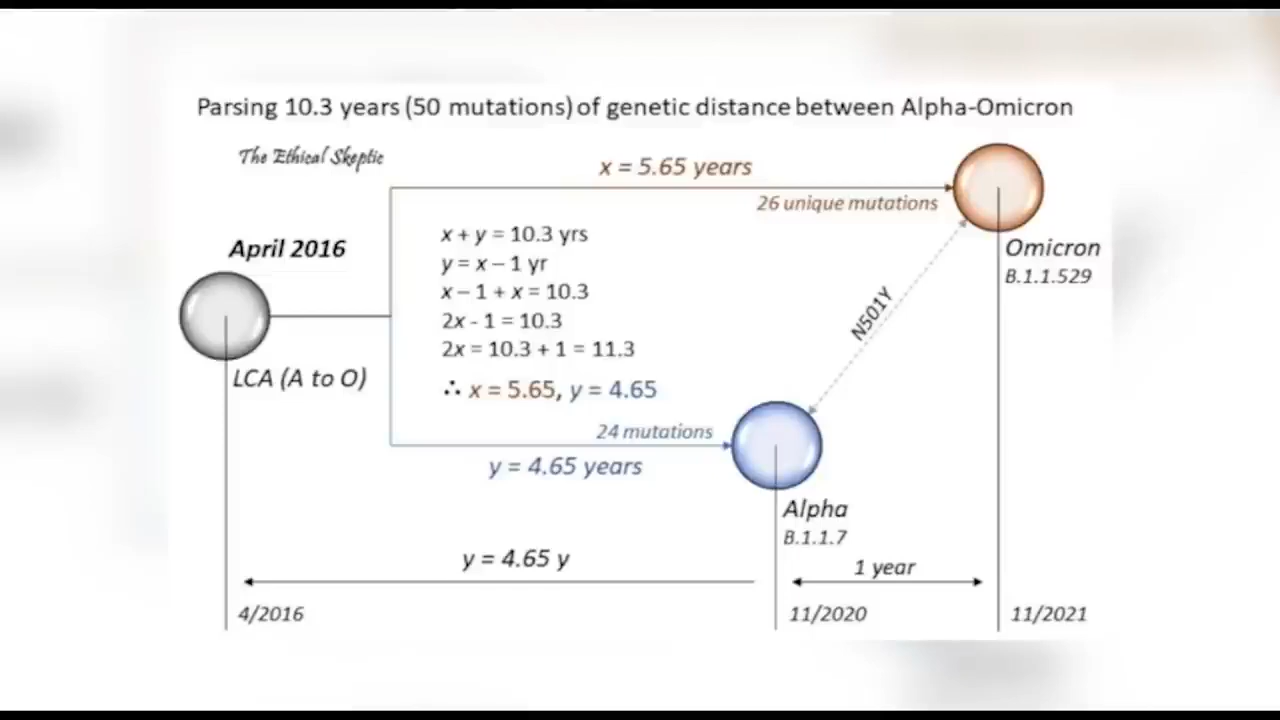 Parsing 10.3 years (50 mutations) of genetic distance between Alpha-Omicron
The Ethical Skeptic
x = 5.65 years
26 unique mutations
April 2016
x + y = 10.3 yrs
y = x – 1 yr
x – 1 + x = 10.3
2x - 1 = 10.3
2x = 10.3 + 1 = 11.3
∴ x = 5.65, y = 4.65
Omicron
B.1.1.529
N501Y
LCA (A to O)
24 mutations
y = 4.65 years
Alpha
B.1.1.7
y = 4.65 y
1 year
4/2016
11/2020
11/2021